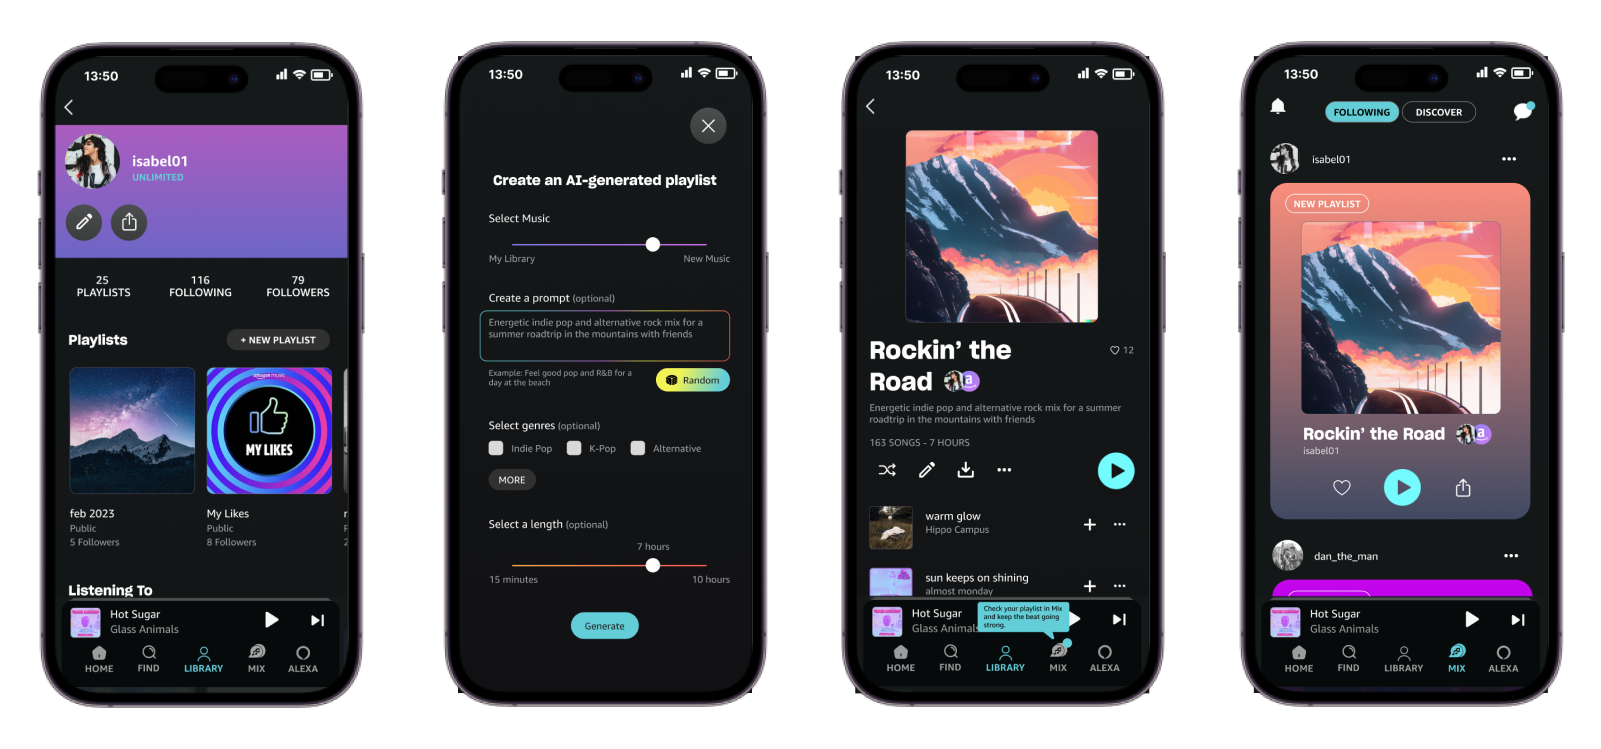 13:50
isabel01
UNLIMITED
25
PLAYLISTS
116
FOLLOWING
79
FOLLOWERS
Playlists
+ NEW PLAYLIST
amazon music
MY LIKES
feb 2023
Public
5 Followers
My Likes
Public
8 Followers
r
P
2
Listening To
Hot Sugar
Glass Animals
HOME
FIND
LIBRARY
MIX
ALEXA
13:50
Create an AI-generated playlist
Select Music
My Library
New Music
Create a prompt (optional)
Energetic indie pop and alternative rock mix for a
summer roadtrip in the mountains with friends
Example: Feel good pop and R&B for a
day at the beach
Random
Select genres (optional)
Indie Pop
K-Pop
Alternative
MORE
Select a length (optional)
7 hours
15 minutes
10 hours
Generate
13:50
Rockin' the
Road
a
12
Energetic indie pop and alternative rock mix for a summer
roadtrip in the mountains with friends
163 SONGS - 7 HOURS
warm glow
Hippo Campus
sun keeps on shining
almost monday
Hot Sugar
Glass Animals
Check your playlist in Mix
and keep the beat going
strong.
HOME
FIND
LIBRARY
MIX
ALEXA
13:50
FOLLOWING
DISCOVER
isabel01
NEW PLAYLIST
Rockin' the Road
a
isabel01
dan_the_man
Hot Sugar
Glass Animals
HOME
FIND
LIBRARY
MIX
ALEXA